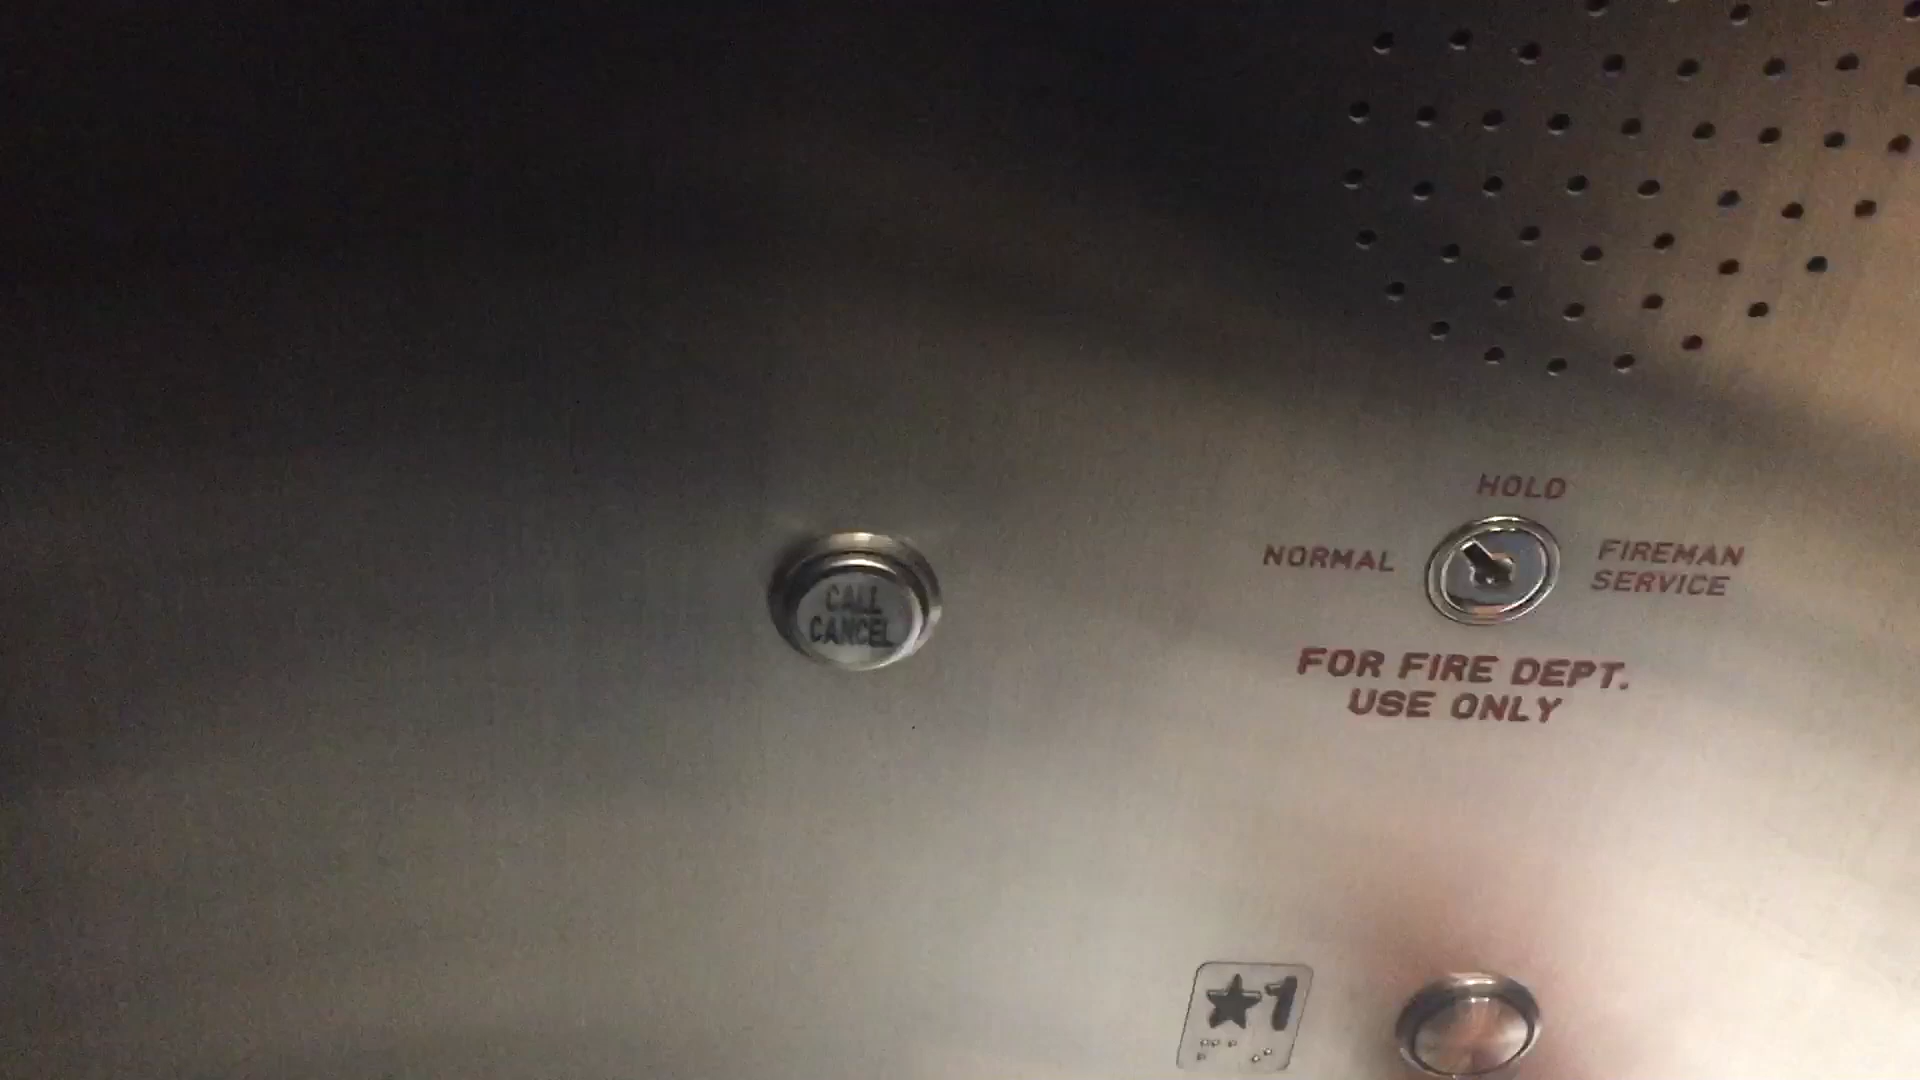 HOLD
NORMAL
FIREMAN
SERVICE
CALL
CANCEL
FOR FIRE DEPT.
USE ONLY
★1